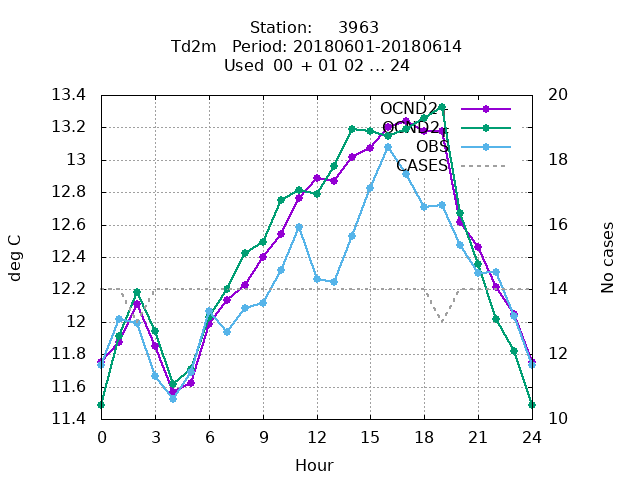 Station:     3963
Td2m   Period: 20180601-20180614
Used  00 + 01 02 ... 24
13.4
13.2
13
12.8
12.6
12.4
12.2
12
11.8
11.6
11.4
20
18
16
14
12
10
0 3 6 9 12 15 18 21 24
deg C
No cases
Hour
OCND2-
OCND2-
OBS
CASES